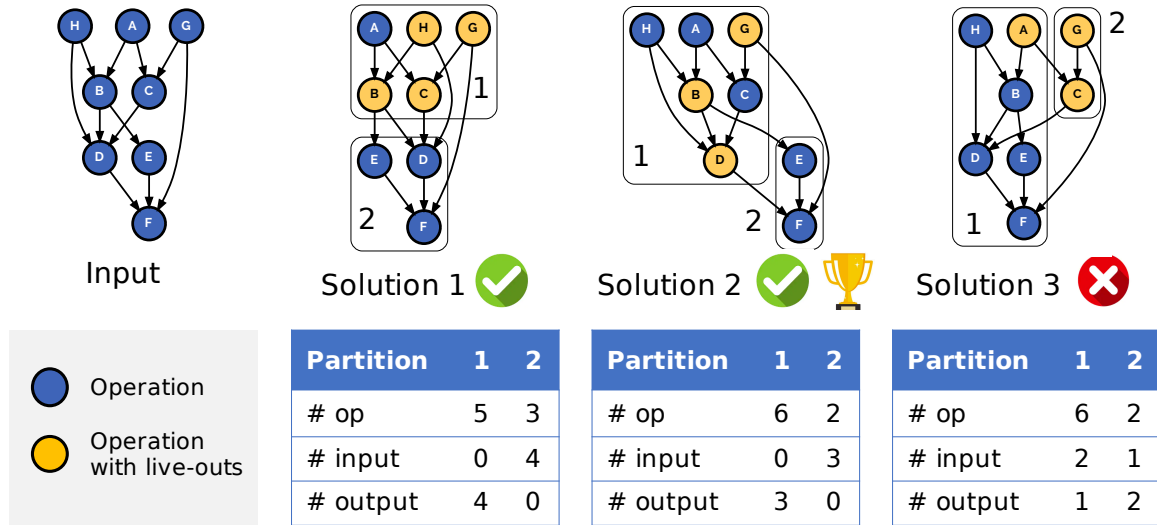 H A G
B C
D E
F
Input
A H G
B C
1
E D
2
F
Solution 1
H A G
B C
1
D E
2
F
Solution 2
H A G 2
B C
D E
1
F
Solution 3
Operation
Operation
with live-outs
Partition 1 2
# op 5 3
# input 0 4
# output 4 0
Partition 1 2
# op 6 2
# input 0 3
# output 3 0
Partition 1 2
# op 6 2
# input 2 1
# output 1 2